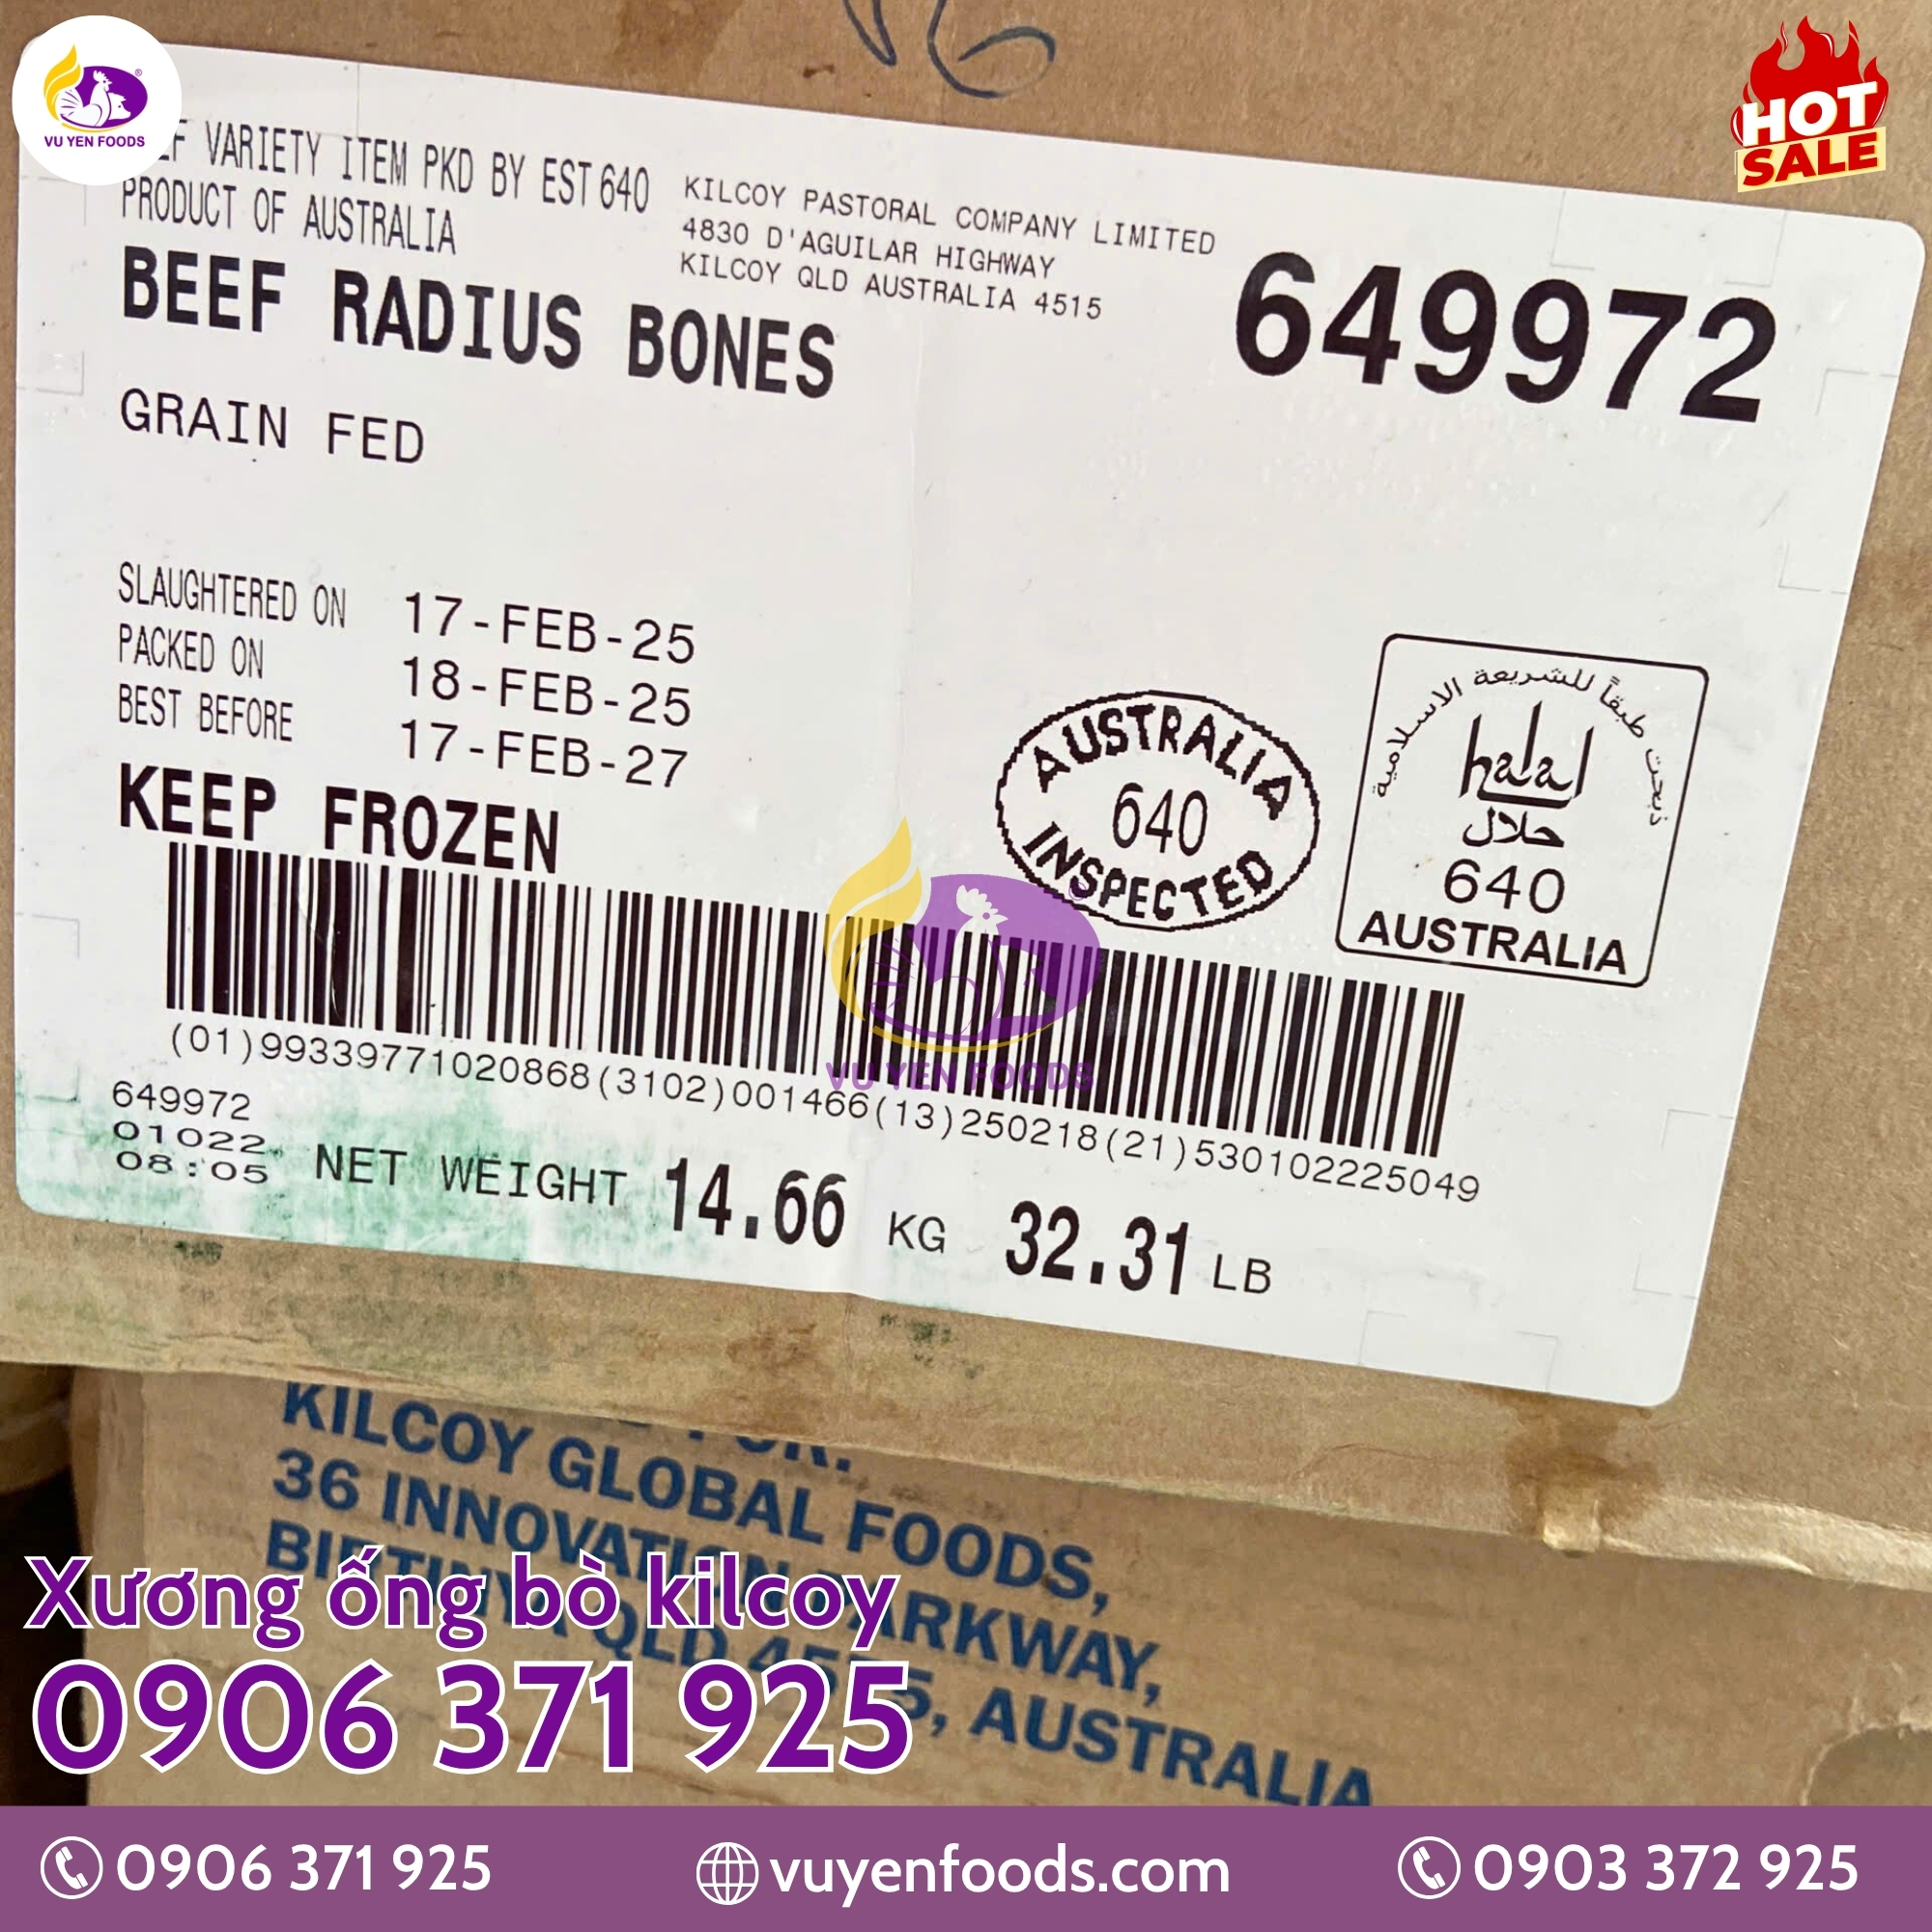 VU YEN FOODS
HOT
SALE
VARIETY ITEM PKD BY EST 640
PRODUCT OF AUSTRALIA
KILCOY PASTORAL COMPANY LIMITED
4830 D'AGUILAR HIGHWAY
KILCOY QLD AUSTRALIA 4515
649972
BEEF RADIUS BONES
GRAIN FED
SLAUGHTERED ON 17-FEB-25
PACKED ON 18-FEB-25
BEST BEFORE 17-FEB-27
KEEP FROZEN
AUSTRALIA
640
INSPECTED
ذبحت طبقاً للشريعة الاسلامية
halal
حلال
640
AUSTRALIA
VU YEN FOODS
(01)99339771020868(3102)001466(13)250218(21)530102225049
649972
01022
08:05
NET WEIGHT 14.66 KG 32.31 LB
KILCOY GLOBAL FOODS,
36 INNOVATION PARKWAY,
QLD AUSTRALIA
Xương ống bò kilcoy
0906 371 925
0906 371 925
vuyenfoods.com
0903 372 925